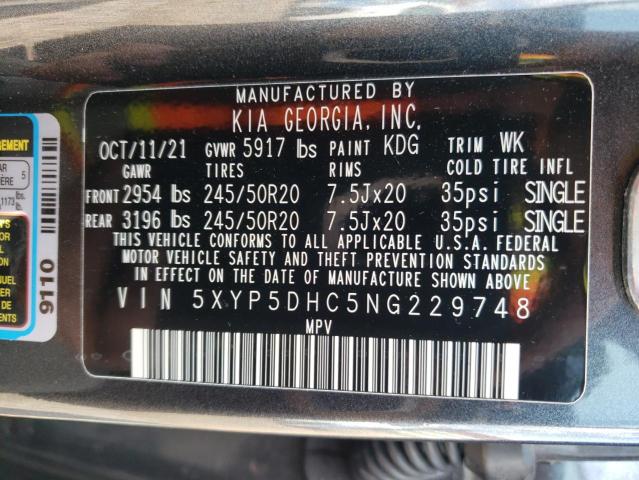 MANUFACTURED BY
KIA GEORGIA, INC.
OCT/11/21 GVWR 5917 lbs PAINT KDG TRIM WK
GAWR TIRES RIMS COLD TIRE INFL
FRONT 2954 lbs 245/50R20 7.5Jx20 35psi SINGLE
REAR 3196 lbs 245/50R20 7.5Jx20 35psi SINGLE
THIS VEHICLE CONFORMS TO ALL APPLICABLE U.S.A. FEDERAL
MOTOR VEHICLE SAFETY AND THEFT PREVENTION STANDARDS
IN EFFECT ON THE DATE OF MANUFACTURE SHOWN ABOVE
VIN 5XYP5DHC5NG229748
MPV
5
1173 lbs.
9110